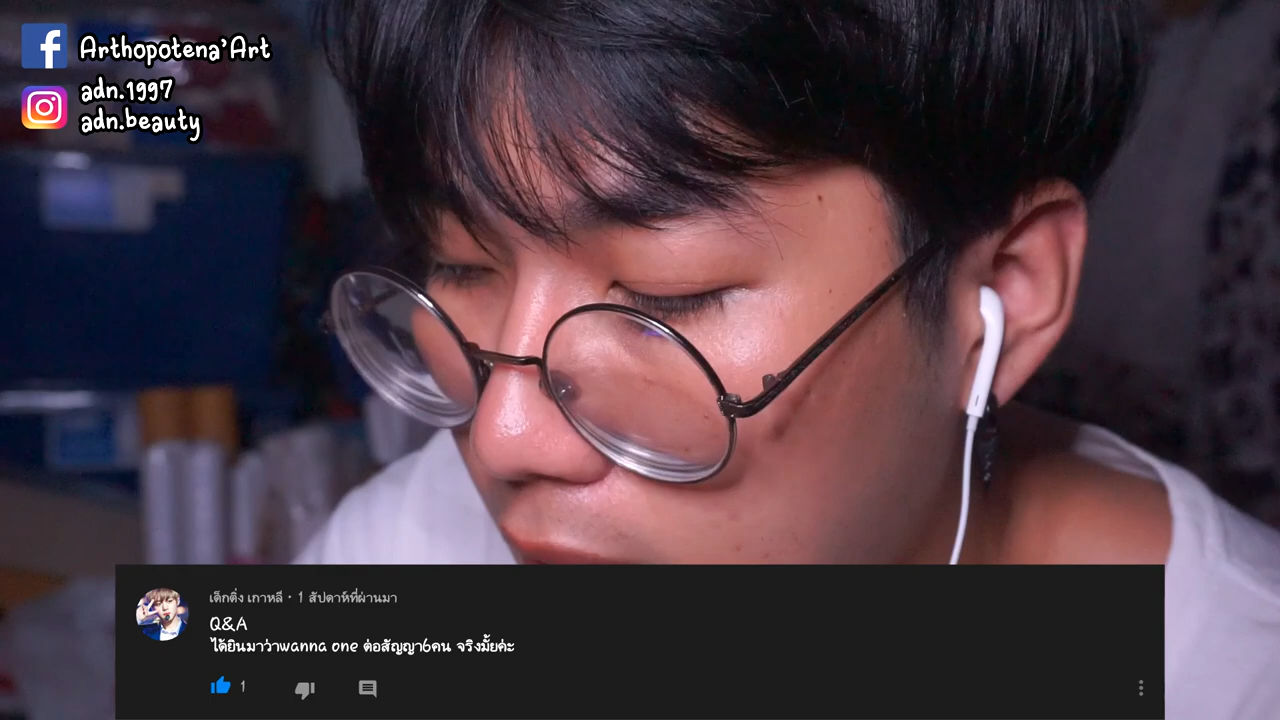 Arthopotena'Art
adn.1997
adn.beauty
เด็กติ่ง เกาหลี • 1 สัปดาห์ที่ผ่านมา
Q&A
ได้ยินมาว่าwanna one ต่อสัญญา6คน จริงมั้ยค่ะ
1